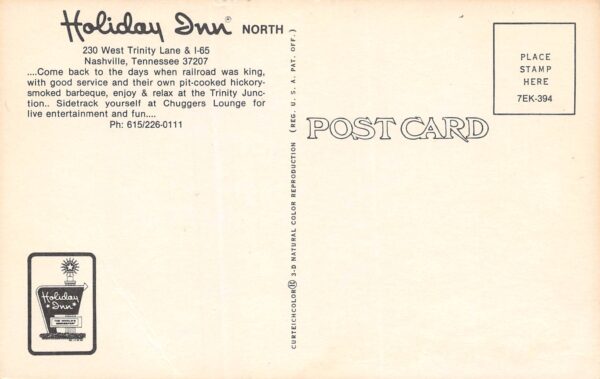 Holiday Inn® NORTH
230 West Trinity Lane & I-65
Nashville, Tennessee 37207
....Come back to the days when railroad was king,
with good service and their own pit-cooked hickory-
smoked barbeque, enjoy & relax at the Trinity Junc-
tion.. Sidetrack yourself at Chuggers Lounge for
live entertainment and fun....
Ph: 615/226-0111
Holiday
Inn
CURTEICHCOLOR® 3-D NATURAL COLOR REPRODUCTION (REG. U. S. A. PAT. OFF.)
POST CARD
PLACE
STAMP
HERE
7EK-394